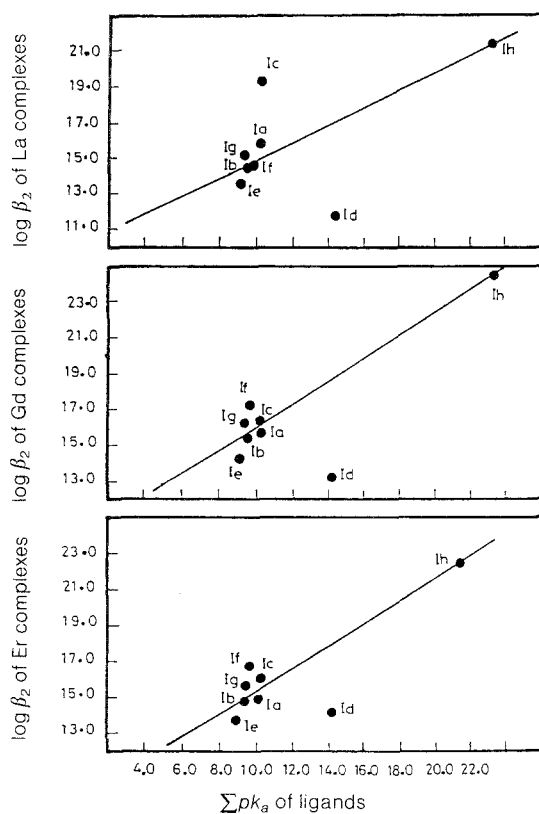 log β₂ of La complexes
21.0
19.0
17.0
15.0
13.0
11.0
Ih
Ic
Ia
Ig
Ib
If
Ie
Id
log β₂ of Gd complexes
23.0
21.0
19.0
17.0
15.0
13.0
Ih
If
Ic
Ig
Ia
Ib
Ie
Id
log β₂ of Er complexes
23.0
21.0
19.0
17.0
15.0
13.0
Ih
If
Ic
Ig
Ib
Ia
Ie
Id
4.0 6.0 8.0 10.0 12.0 14.0 16.0 18.0 20.0 22.0
∑pkₐ of ligands